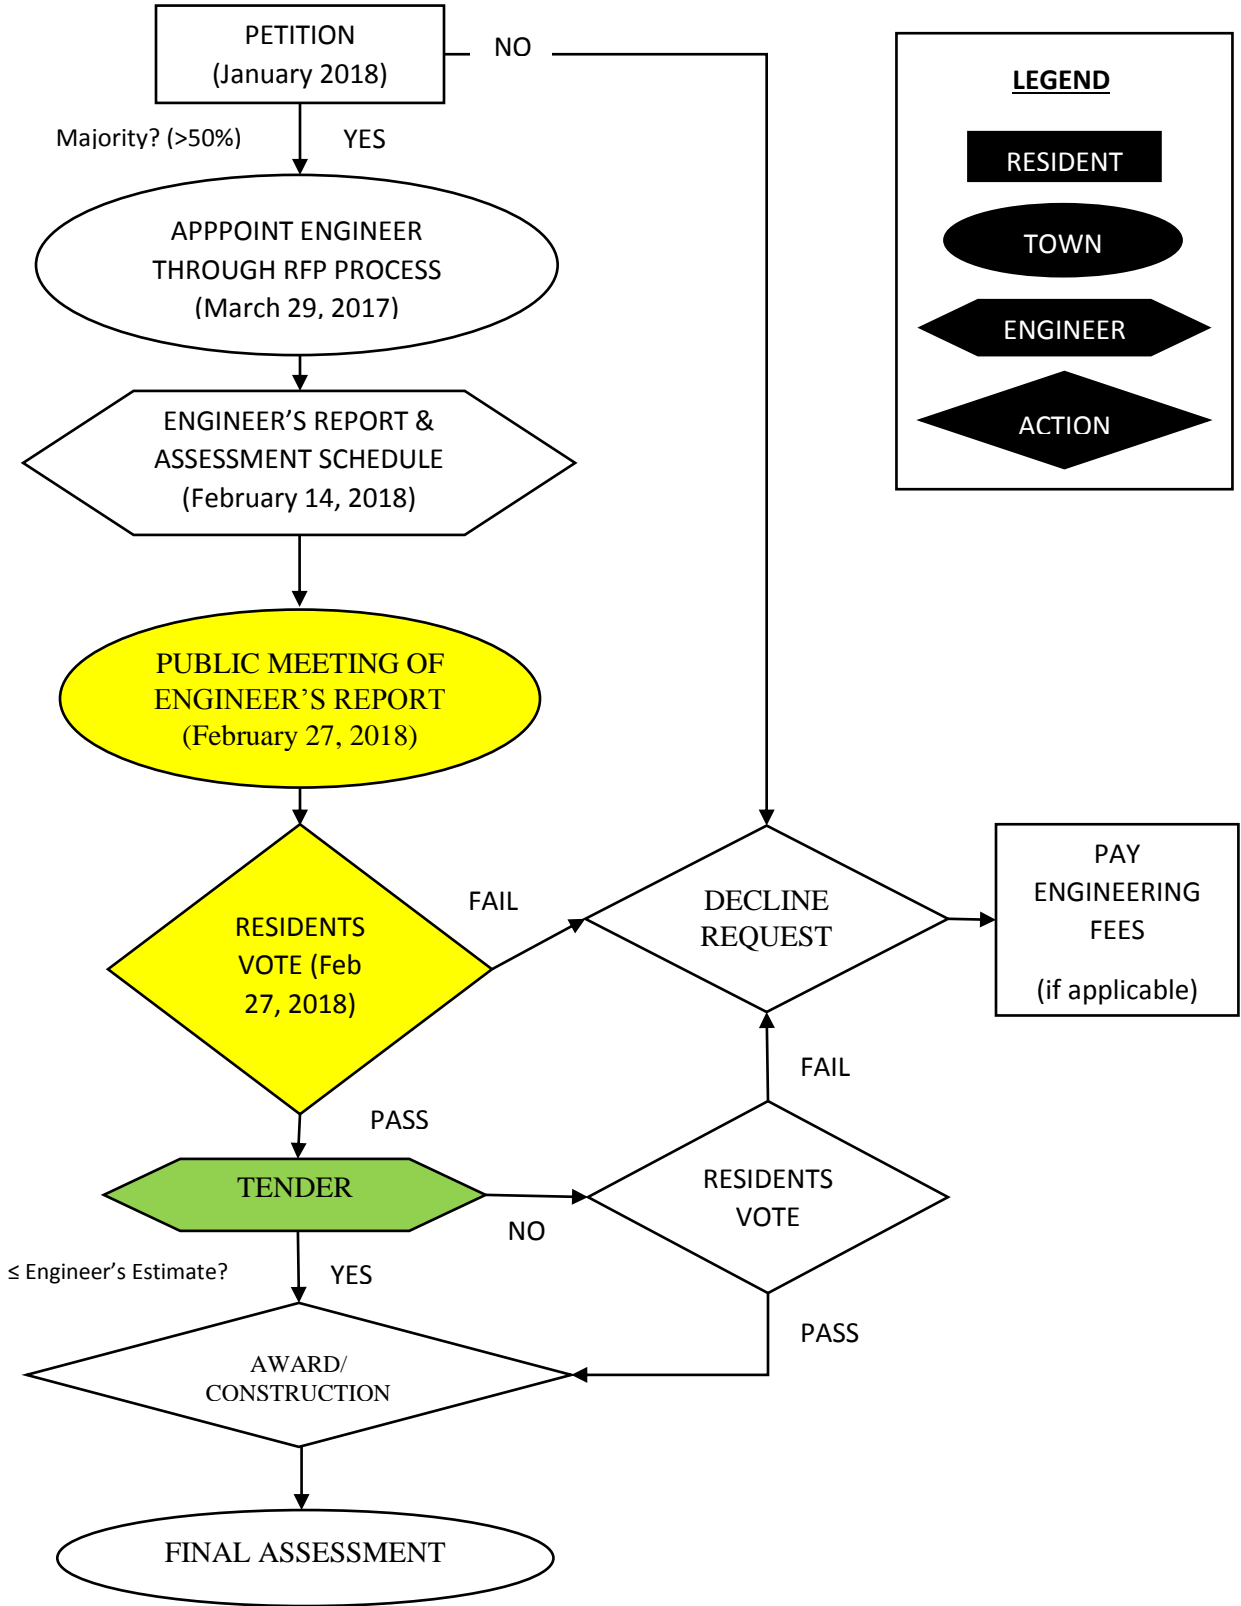 PETITION
(January 2018)
NO
LEGEND
RESIDENT
TOWN
ENGINEER
ACTION
Majority? (>50%)
YES
APPPOINT ENGINEER
THROUGH RFP PROCESS
(March 29, 2017)
ENGINEER’S REPORT &
ASSESSMENT SCHEDULE
(February 14, 2018)
PUBLIC MEETING OF
ENGINEER’S REPORT
(February 27, 2018)
RESIDENTS
VOTE (Feb
27, 2018)
FAIL
DECLINE
REQUEST
PAY
ENGINEERING
FEES
(if applicable)
FAIL
PASS
TENDER
NO
RESIDENTS
VOTE
≤ Engineer’s Estimate?
YES
PASS
AWARD/
CONSTRUCTION
FINAL ASSESSMENT